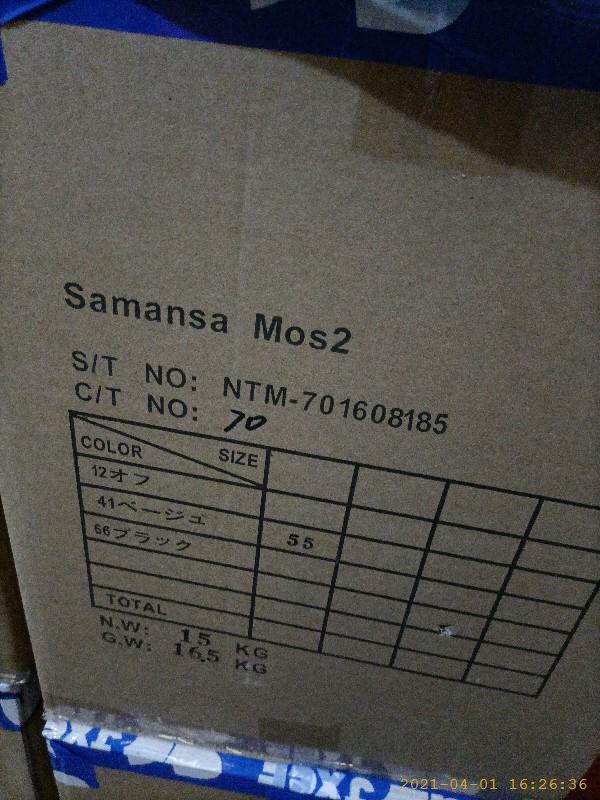 Samansa Mos2
S/T NO: NTM-701608185
C/T NO: 70
COLOR SIZE
12オフ
41ベージュ
66ブラック 55
TOTAL
N.W: 15 KG
G.W: 16.5 KG
JXGF
2021-04-01 16:26:36